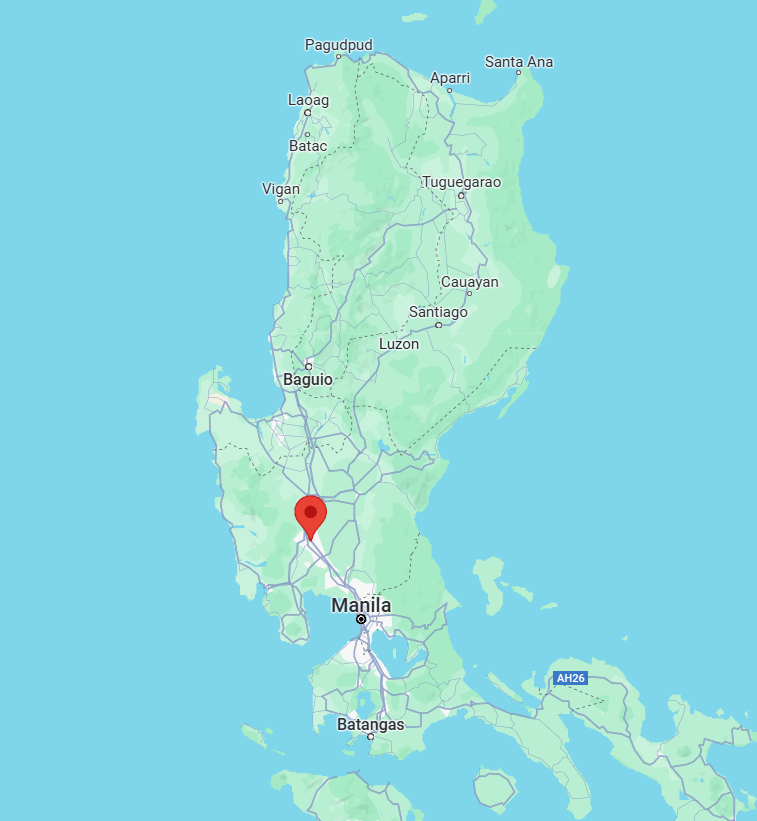 Pagudpud
Santa Ana
Aparri
Laoag
Batac
Tuguegarao
Vigan
Cauayan
Santiago
Luzon
Baguio
Manila
AH26
Batangas